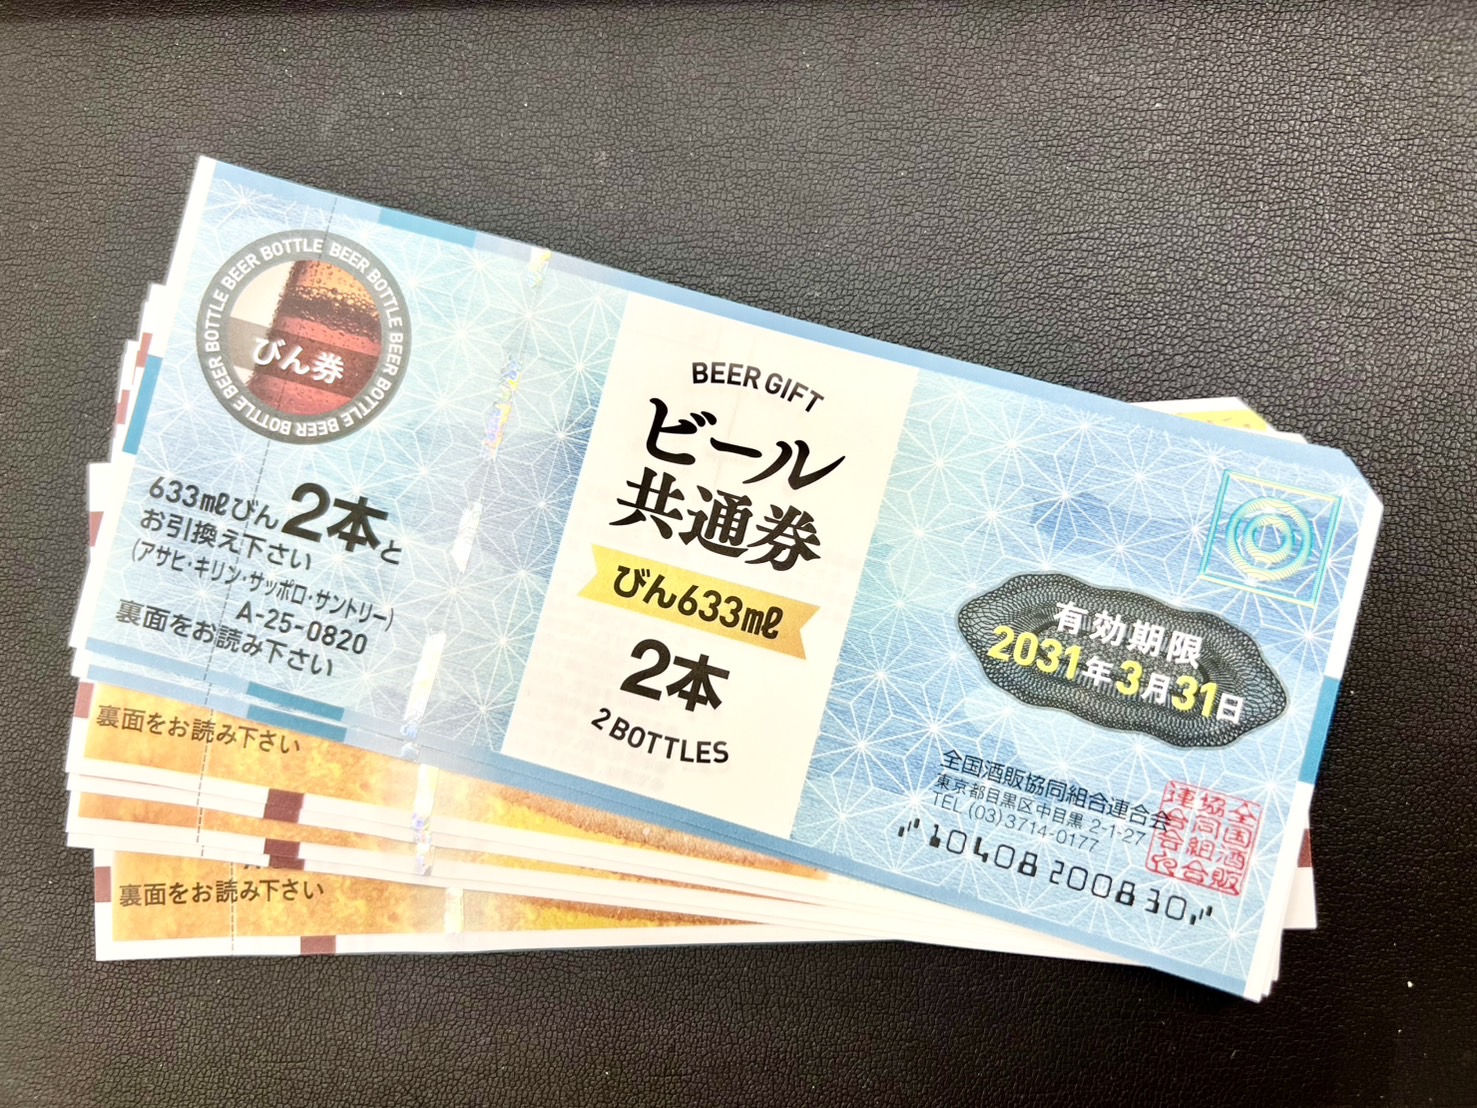 BEER BOTTLE BEER BOTTLE BEER BOTTLE BEER BOTTLE BEER BOTTLE
びん券
633mlびん2本と
お引換え下さい
(アサヒ・キリン・サッポロ・サントリー)
A-25-0820
裏面をお読み下さい
BEER GIFT
ビール
共通券
びん633ml
2本
2 BOTTLES
有効期限
2031年3月31日
全国酒販協同組合連合会
東京都目黒区中目黒 2-1-27
TEL (03)3714-0177
10408 200830
全国酒販
協同組合
連合会
裏面をお読み下さい
裏面をお読み下さい